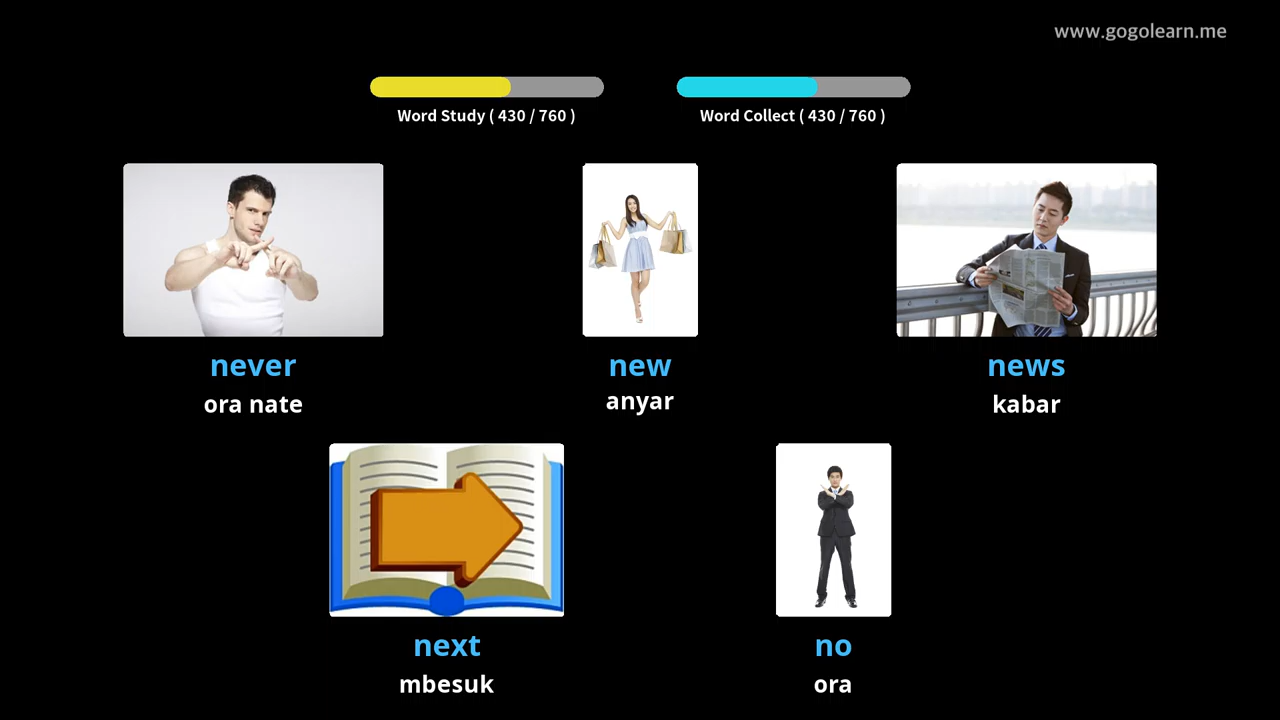 www.gogolearn.me
Word Study ( 430 / 760 )
Word Collect ( 430 / 760 )
never
ora nate
new
anyar
news
kabar
next
mbesuk
no
ora